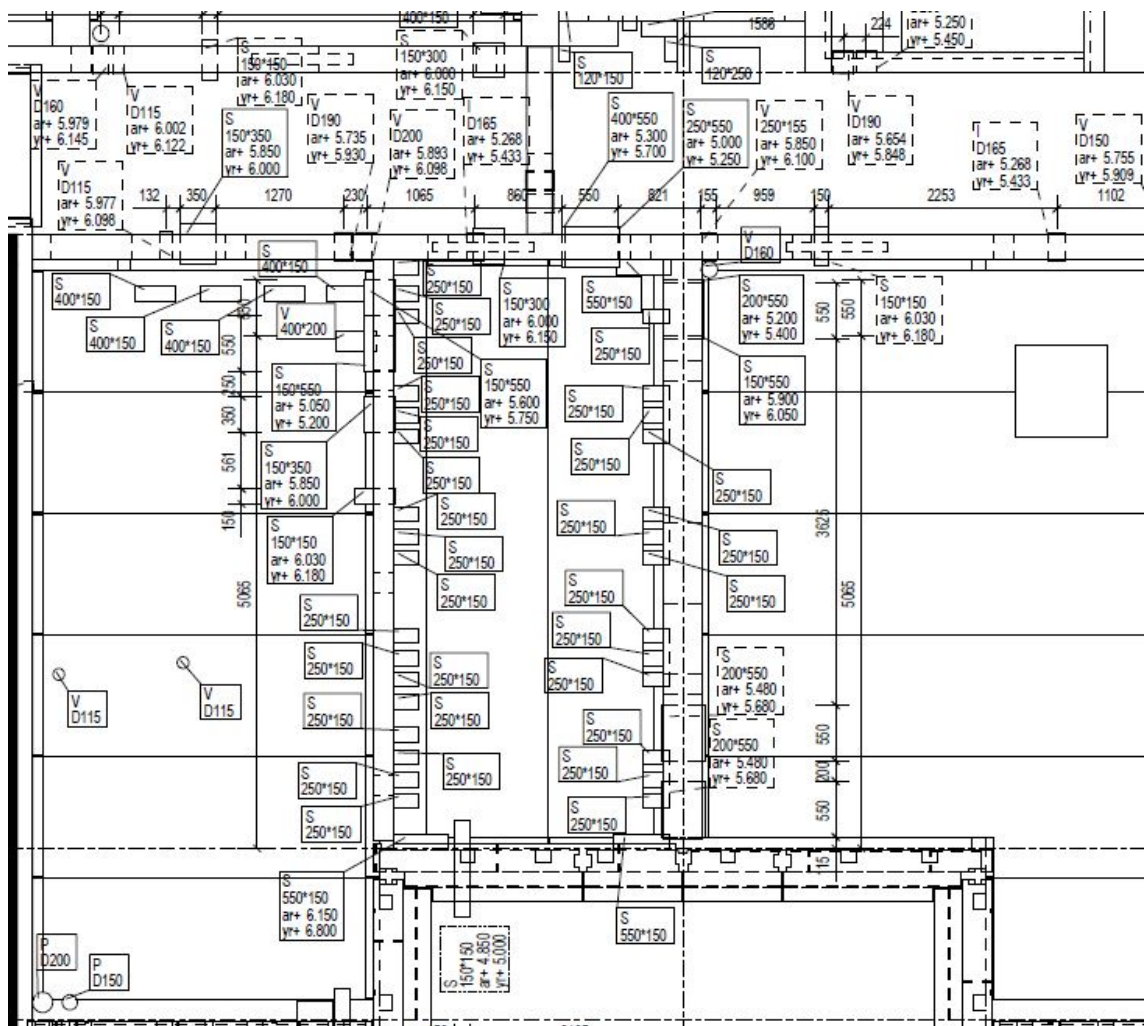 400*150
S
150*150
ar+ 6.030
yr+ 6.180
S
150*300
ar+ 6.000
yr+ 6.150
S
120*150
1586
S
120*250
224
ar+ 5.250
yr+ 5.450
V
D160
ar+ 5.979
yr+ 6.145
V
D115
ar+ 6.002
yr+ 6.122
S
150*350
ar+ 5.850
yr+ 6.000
V
D190
ar+ 5.735
yr+ 5.930
V
D200
ar+ 5.893
yr+ 6.098
I
D165
ar+ 5.268
yr+ 5.433
S
400*550
ar+ 5.300
yr+ 5.700
S
250*550
ar+ 5.000
yr+ 5.250
V
250*155
ar+ 5.850
yr+ 6.100
V
D190
ar+ 5.654
yr+ 5.848
I
D165
ar+ 5.268
yr+ 5.433
V
D150
ar+ 5.755
yr+ 5.909
V
D115
ar+ 5.977
yr+ 6.098
132
350
1270
230
1065
860
550
621
155
959
150
2253
1102
S
400*150
S
400*150
S
400*150
S
400*150
V
400*200
S
250*150
S
250*150
S
250*150
S
150*300
ar+ 6.000
yr+ 6.150
S
550*150
S
250*150
V
D160
S
200*550
ar+ 5.200
yr+ 5.400
550
550
S
150*150
ar+ 6.030
yr+ 6.180
550
250
350
561
150
5065
S
150*550
ar+ 5.050
yr+ 5.200
S
150*550
ar+ 5.600
yr+ 5.750
S
150*550
ar+ 5.900
yr+ 6.050
S
250*150
S
250*150
S
250*150
S
250*150
S
250*150
S
150*350
ar+ 5.850
yr+ 6.000
S
250*150
S
250*150
S
250*150
S
250*150
S
250*150
S
150*150
ar+ 6.030
yr+ 6.180
S
250*150
S
250*150
3625
5065
S
250*150
S
250*150
S
250*150
S
250*150
S
250*150
S
250*150
S
250*150
V
D115
V
D115
S
250*150
S
250*150
S
200*550
ar+ 5.480
yr+ 5.680
S
200*550
ar+ 5.480
yr+ 5.680
550
200
550
115
S
250*150
S
250*150
S
250*150
S
250*150
S
250*150
S
250*150
S
550*150
ar+ 6.150
yr+ 6.800
S
550*150
S
150*150
ar+ 4.850
yr+ 5.000
P
D200
P
D150